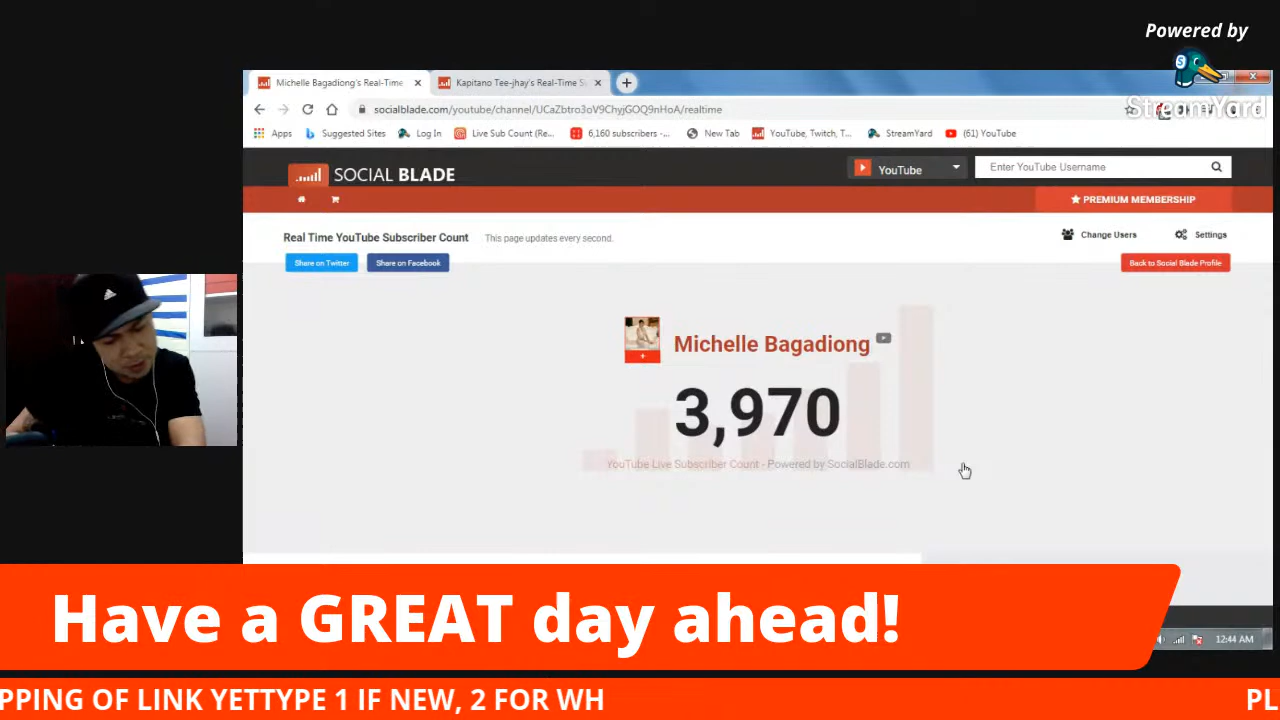 Powered by
StreamYard
Michelle Bagadiong's Real-Time
Kapitano Tee-jhay's Real-Time S
socialblade.com/youtube/channel/UCaZbtro3oV9ChyjGOQ9nHoA/realtime
Apps
Suggested Sites
Log In
Live Sub Count (Re...
6,160 subscribers -...
New Tab
YouTube, Twitch, T...
StreamYard
(61) YouTube
SOCIAL BLADE
YouTube
Enter YouTube Username
PREMIUM MEMBERSHIP
Real Time YouTube Subscriber Count
This page updates every second.
Change Users
Settings
Share on Twitter
Share on Facebook
Back to Social Blade Profile
Michelle Bagadiong
3,970
YouTube Live Subscriber Count - Powered by SocialBlade.com
12:44 AM
Have a GREAT day ahead!
PPING OF LINK YETTYPE 1 IF NEW, 2 FOR WH
PL